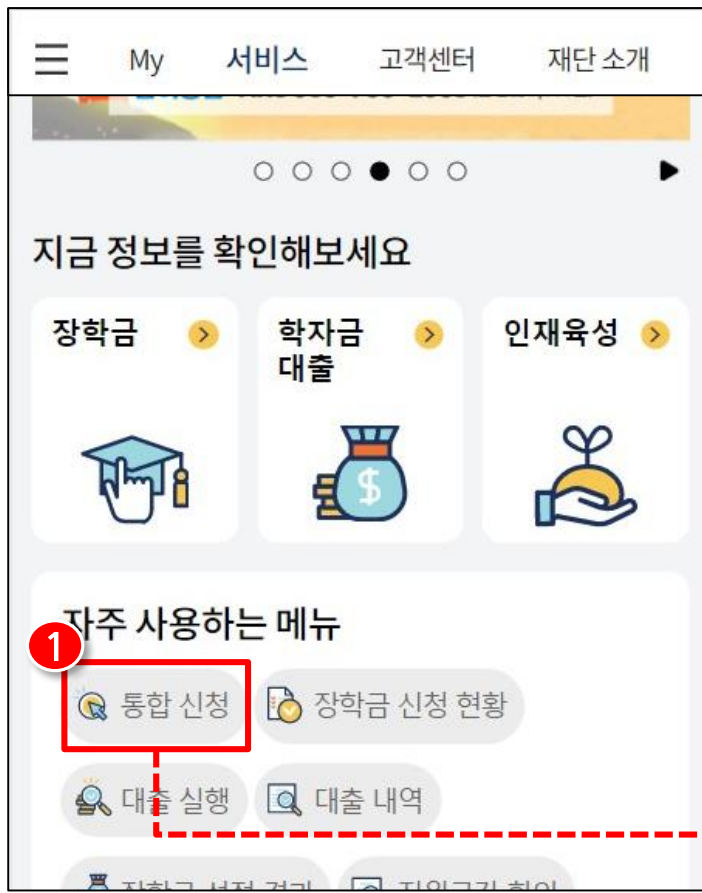 My 서비스 고객센터 재단 소개
지금 정보를 확인해보세요
장학금 학자금 인재육성
대출
$
자주 사용하는 메뉴
1
통합 신청 장학금 신청 현황
대출 실행 대출 내역